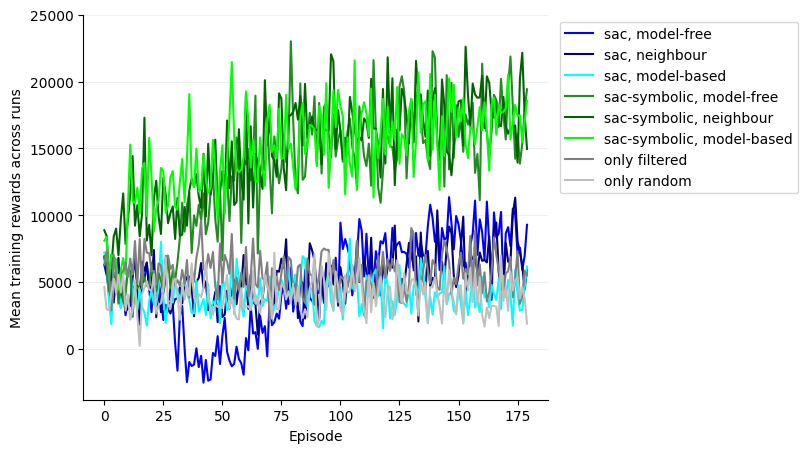 25000
20000
15000
10000
5000
0
Mean training rewards across runs
0 25 50 75 100 125 150 175
Episode
sac, model-free
sac, neighbour
sac, model-based
sac-symbolic, model-free
sac-symbolic, neighbour
sac-symbolic, model-based
only filtered
only random